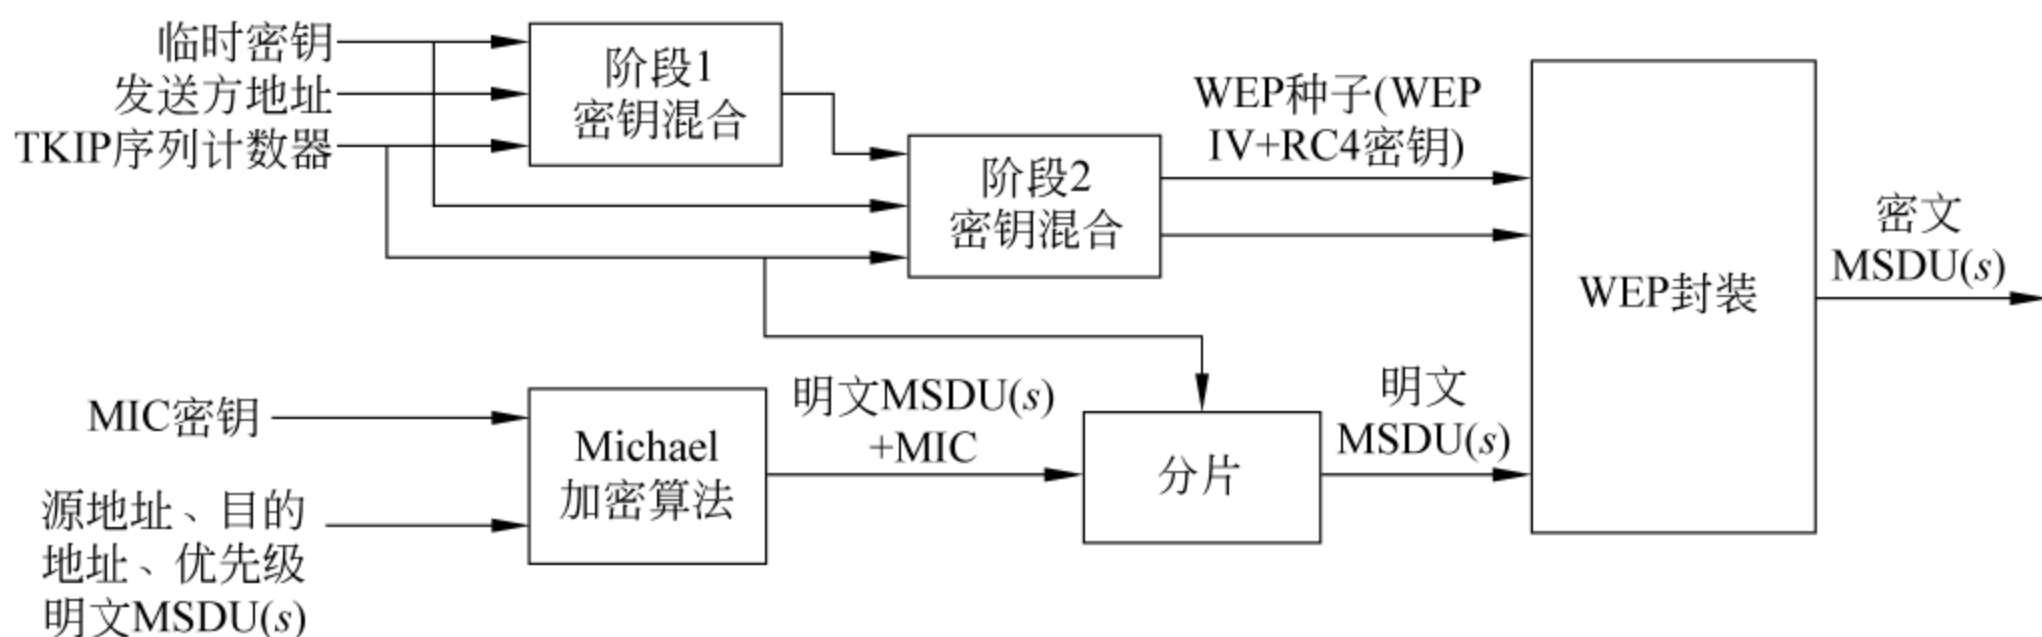 临时密钥
发送方地址
TKIP序列计数器
阶段1
密钥混合
阶段2
密钥混合
WEP种子(WEP
IV+RC4密钥)
WEP封装
密文
MSDU(s)
MIC密钥
源地址、目的
地址、优先级
明文MSDU(s)
Michael
加密算法
明文MSDU(s)
+MIC
分片
明文
MSDU(s)